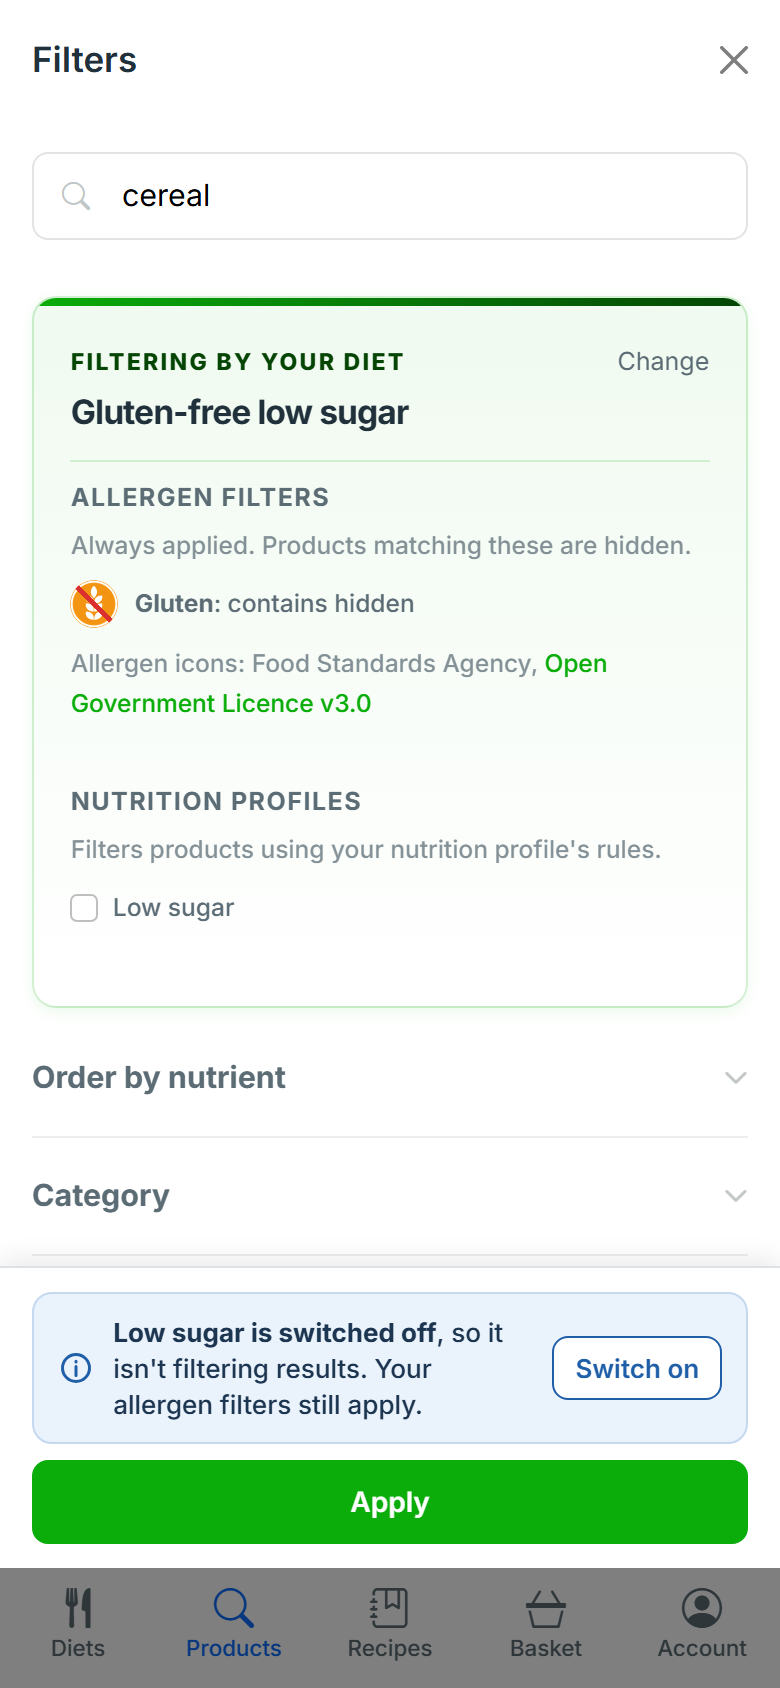 Filters
cereal
FILTERING BY YOUR DIET
Change
Gluten-free low sugar
ALLERGEN FILTERS
Always applied. Products matching these are hidden.
Gluten: contains hidden
Allergen icons: Food Standards Agency, Open
Government Licence v3.0
NUTRITION PROFILES
Filters products using your nutrition profile's rules.
Low sugar
Order by nutrient
Category
Low sugar is switched off, so it
isn't filtering results. Your
allergen filters still apply.
Switch on
Apply
Diets
Products
Recipes
Basket
Account